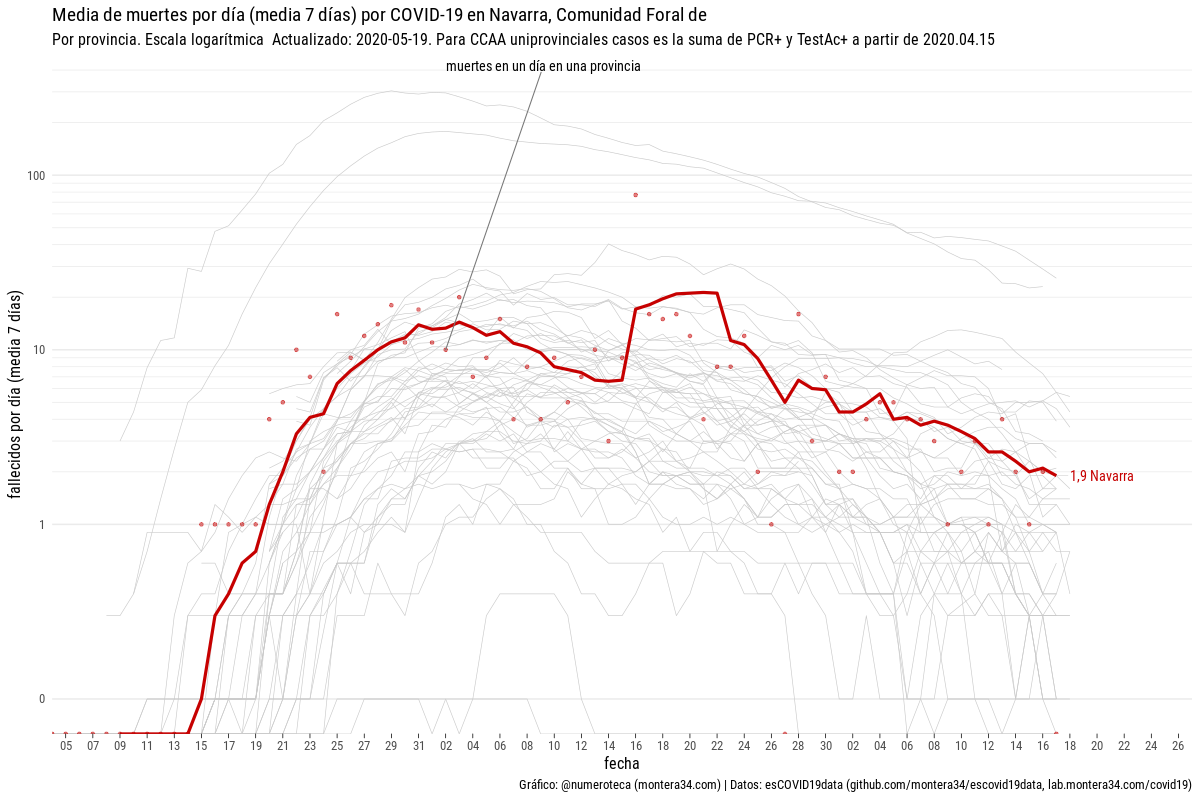 Media de muertes por día (media 7 días) por COVID-19 en Navarra, Comunidad Foral de
Por provincia. Escala logarítmica  Actualizado: 2020-05-19. Para CCAA uniprovinciales casos es la suma de PCR+ y TestAc+ a partir de 2020.04.15
muertes en un día en una provincia
fallecidos por día (media  7 días)
100
10
1
0
1,9 Navarra
05 07 09 11 13 15 17 19 21 23 25 27 29 31 02 04 06 08 10 12 14 16 18 20 22 24 26 28 30 02 04 06 08 10 12 14 16 18 20 22 24 26
fecha
Gráfico: @numeroteca (montera34.com) | Datos: esCOVID19data (github.com/montera34/escovid19data, lab.montera34.com/covid19)